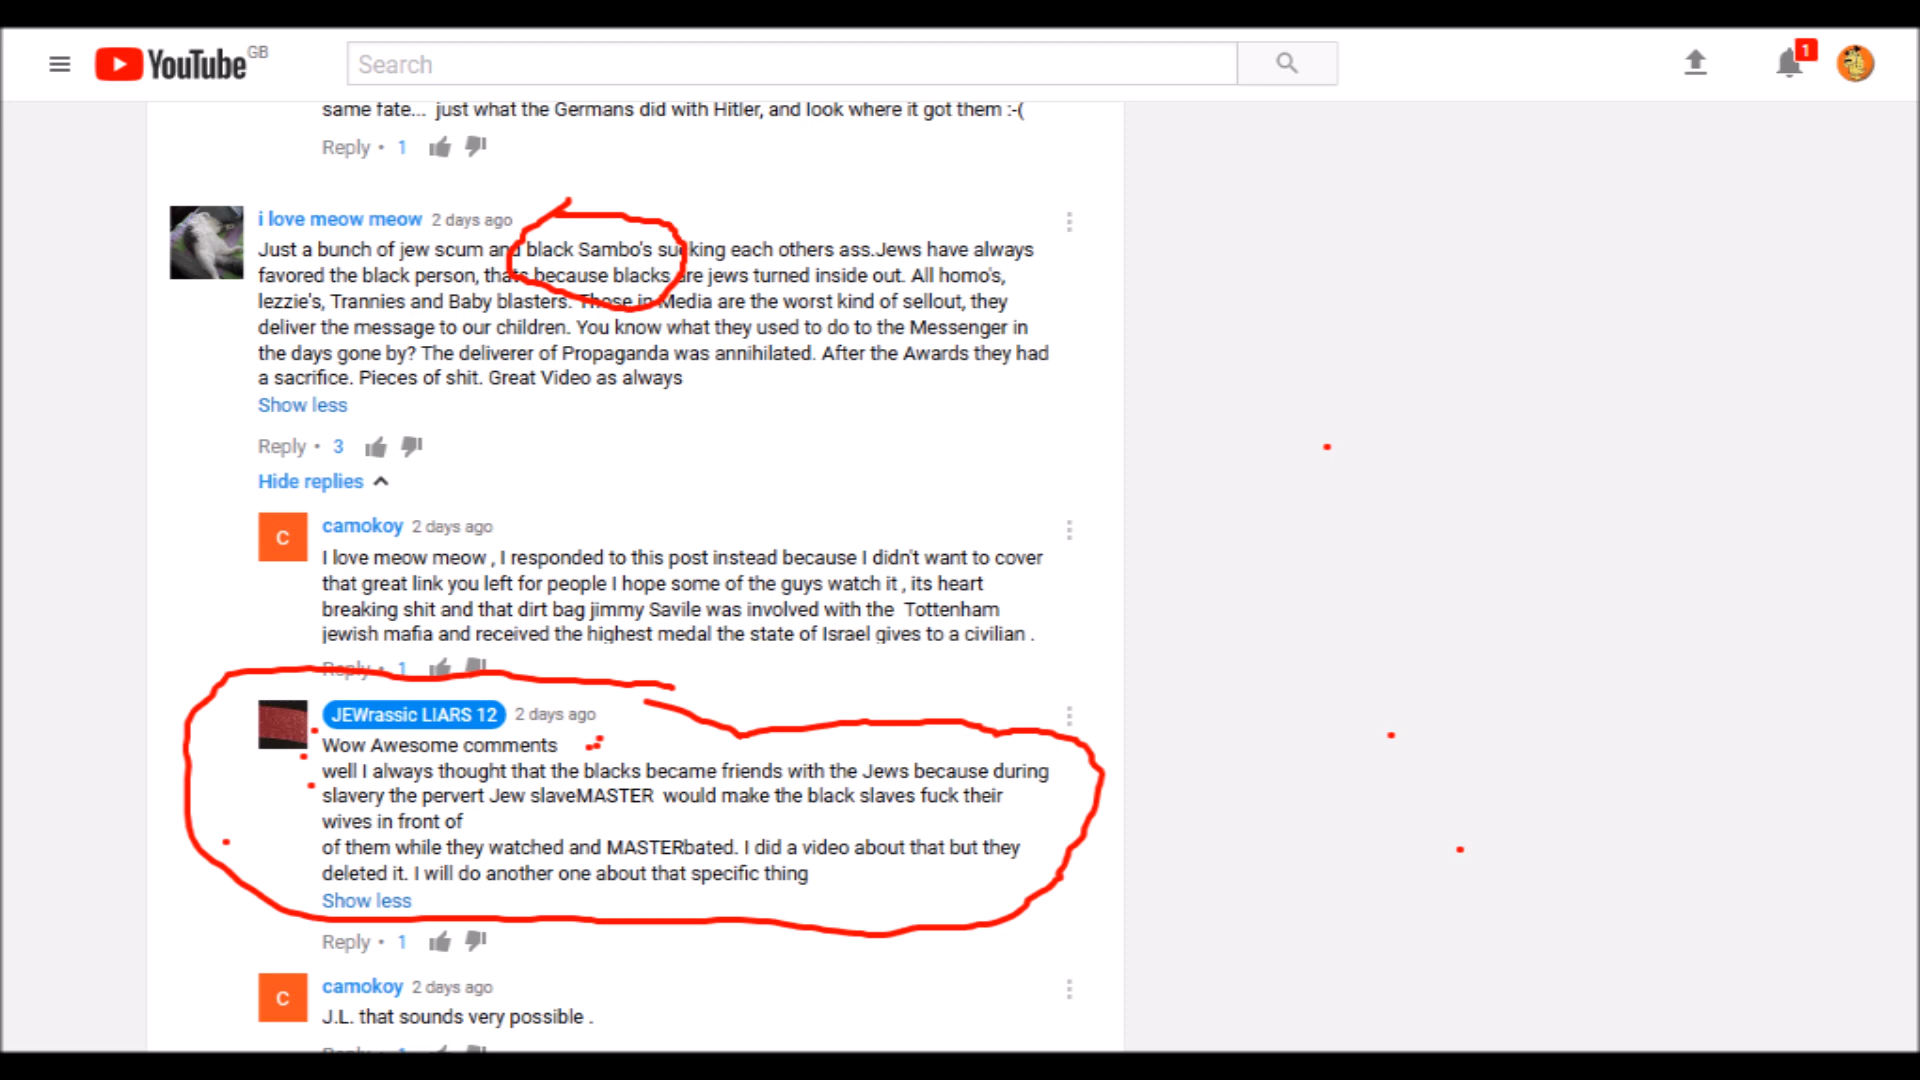 YouTube GB
Search
1
same fate... just what the Germans did with Hitler, and look where it got them :-(
Reply • 1
i love meow meow 2 days ago
Just a bunch of jew scum and black Sambo's sucking each others ass.Jews have always
favored the black person, thats because blacks are jews turned inside out. All homo's,
lezzie's, Trannies and Baby blasters. Those in Media are the worst kind of sellout, they
deliver the message to our children. You know what they used to do to the Messenger in
the days gone by? The deliverer of Propaganda was annihilated. After the Awards they had
a sacrifice. Pieces of shit. Great Video as always
Show less
Reply • 3
Hide replies
C
camokoy 2 days ago
I love meow meow , I responded to this post instead because I didn't want to cover
that great link you left for people I hope some of the guys watch it , its heart
breaking shit and that dirt bag jimmy Savile was involved with the Tottenham
jewish mafia and received the highest medal the state of Israel gives to a civilian .
Reply • 1
JEWrassic LIARS 12 2 days ago
Wow Awesome comments
well I always thought that the blacks became friends with the Jews because during
slavery the pervert Jew slaveMASTER would make the black slaves fuck their
wives in front of
of them while they watched and MASTERbated. I did a video about that but they
deleted it. I will do another one about that specific thing
Show less
Reply • 1
C
camokoy 2 days ago
J.L. that sounds very possible .
Reply • 1